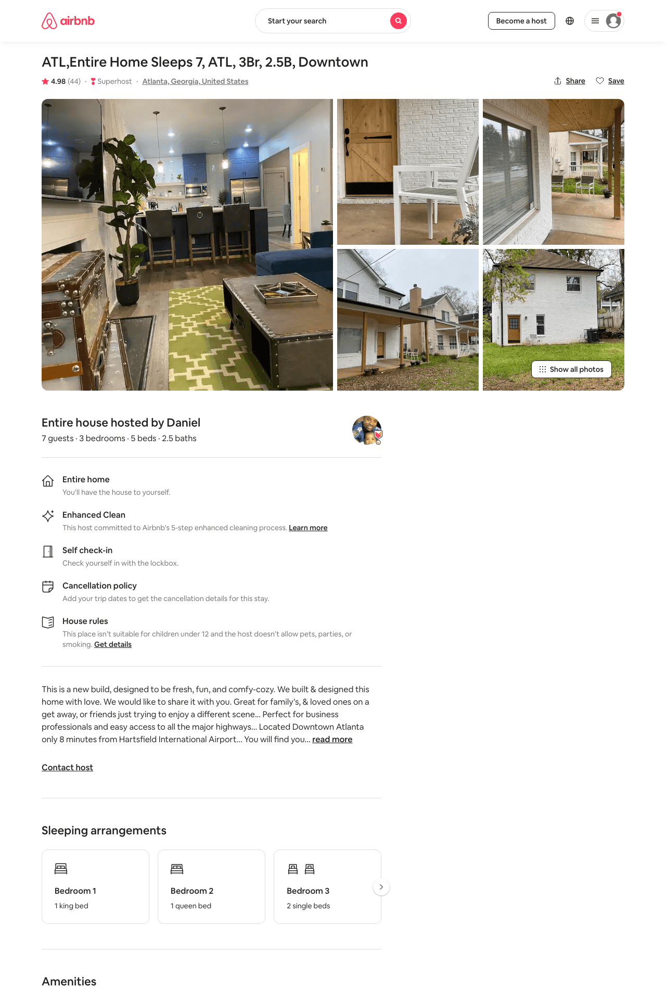 airbnb
Start your search
Become a host
ATL,Entire Home Sleeps 7, ATL, 3Br, 2.5B, Downtown
4.98 (44) · Superhost · Atlanta, Georgia, United States
Share
Save
Show all photos
Entire house hosted by Daniel
7 guests · 3 bedrooms · 5 beds · 2.5 baths
Entire home
You’ll have the house to yourself.
Enhanced Clean
This host committed to Airbnb's 5-step enhanced cleaning process. Learn more
Self check-in
Check yourself in with the lockbox.
Cancellation policy
Add your trip dates to get the cancellation details for this stay.
House rules
This place isn’t suitable for children under 12 and the host doesn’t allow pets, parties, or
smoking. Get details
This is a new build, designed to be fresh, fun, and comfy-cozy. We built & designed this
home with love. We would like to share it with you. Great for family’s, & loved ones on a
get away, or friends just trying to enjoy a different scene... Perfect for business
professionals and easy access to all the major highways... Located Downtown Atlanta
only 8 minutes from Hartsfield International Airport... You will find you... read more
Contact host
Sleeping arrangements
Bedroom 1
1 king bed
Bedroom 2
1 queen bed
Bedroom 3
2 single beds
Amenities